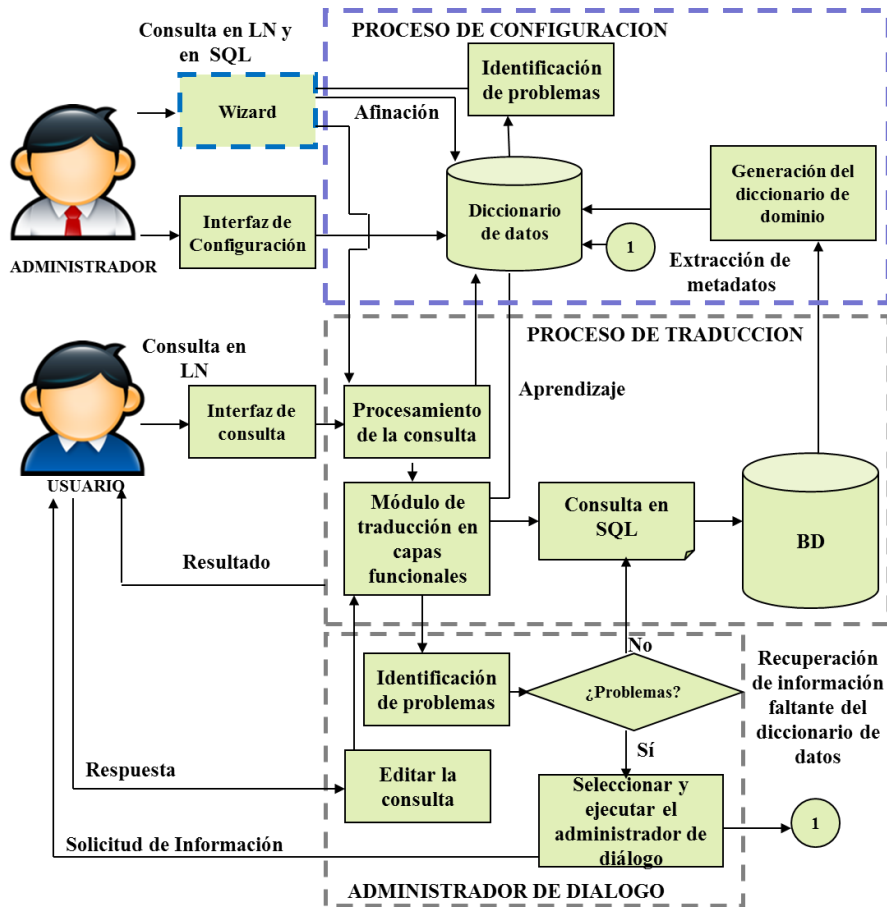 Consulta en LN y
en SQL
PROCESO DE CONFIGURACION
Identificación
de problemas
Wizard
Afinación
Generación del
diccionario de
dominio
Diccionario
de datos
Interfaz de
Configuración
1
ADMINISTRADOR
Extracción de
metadatos
PROCESO DE TRADUCCION
Consulta en
LN
Aprendizaje
Interfaz de
consulta
Procesamiento
de la consulta
USUARIO
Módulo de
traducción en
capas
funcionales
Consulta en
SQL
BD
Resultado
No
Identificación
de problemas
¿Problemas?
Recuperación
de información
faltante del
diccionario de
datos
Sí
Respuesta
Editar la
consulta
Seleccionar y
ejecutar el
administrador de
diálogo
1
Solicitud de Información
ADMINISTRADOR DE DIALOGO